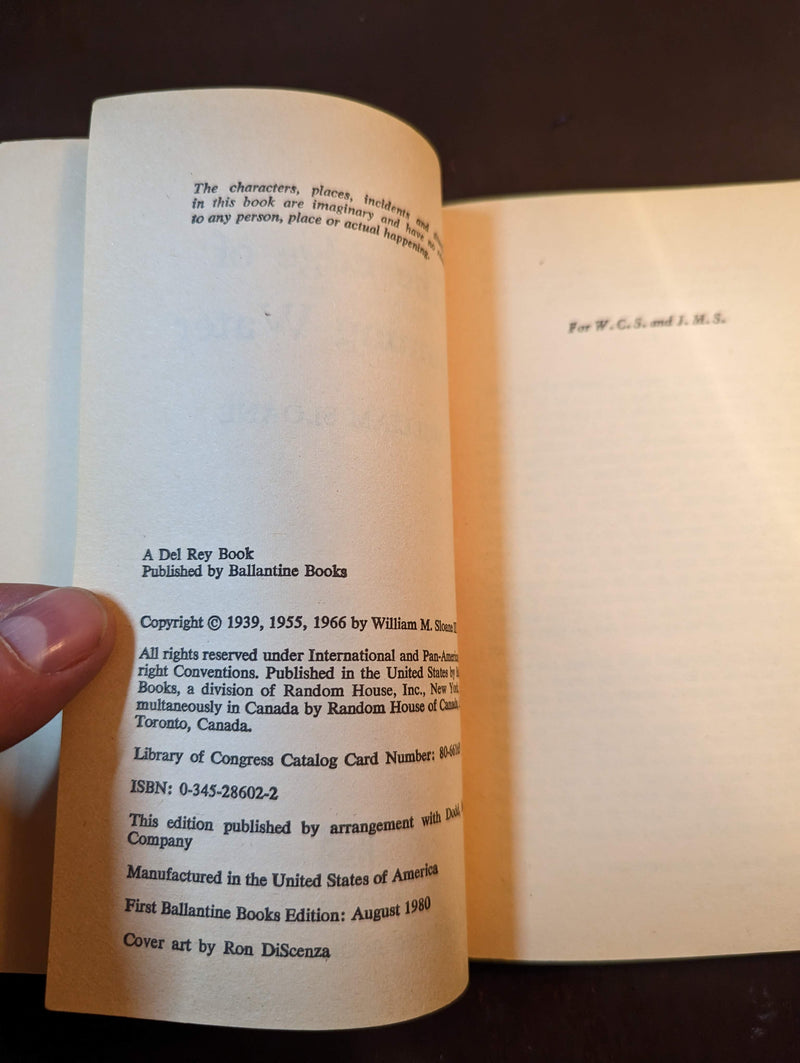 The characters, places, incidents and
in this book are imaginary and have no
to any person, place or actual happening.
A Del Rey Book
Published by Ballantine Books
Copyright © 1939, 1955, 1966 by William M. Sloane
All rights reserved under International and Pan-American
right Conventions. Published in the United States by
Books, a division of Random House, Inc., New York,
multaneously in Canada by Random House of Canada,
Toronto, Canada.
Library of Congress Catalog Card Number:
ISBN: 0-345-28602-2
This edition published by arrangement with Dodd,
Company
Manufactured in the United States of America
First Ballantine Books Edition: August 1980
Cover art by Ron DiScenza
For W. C. S. and J. M. S.